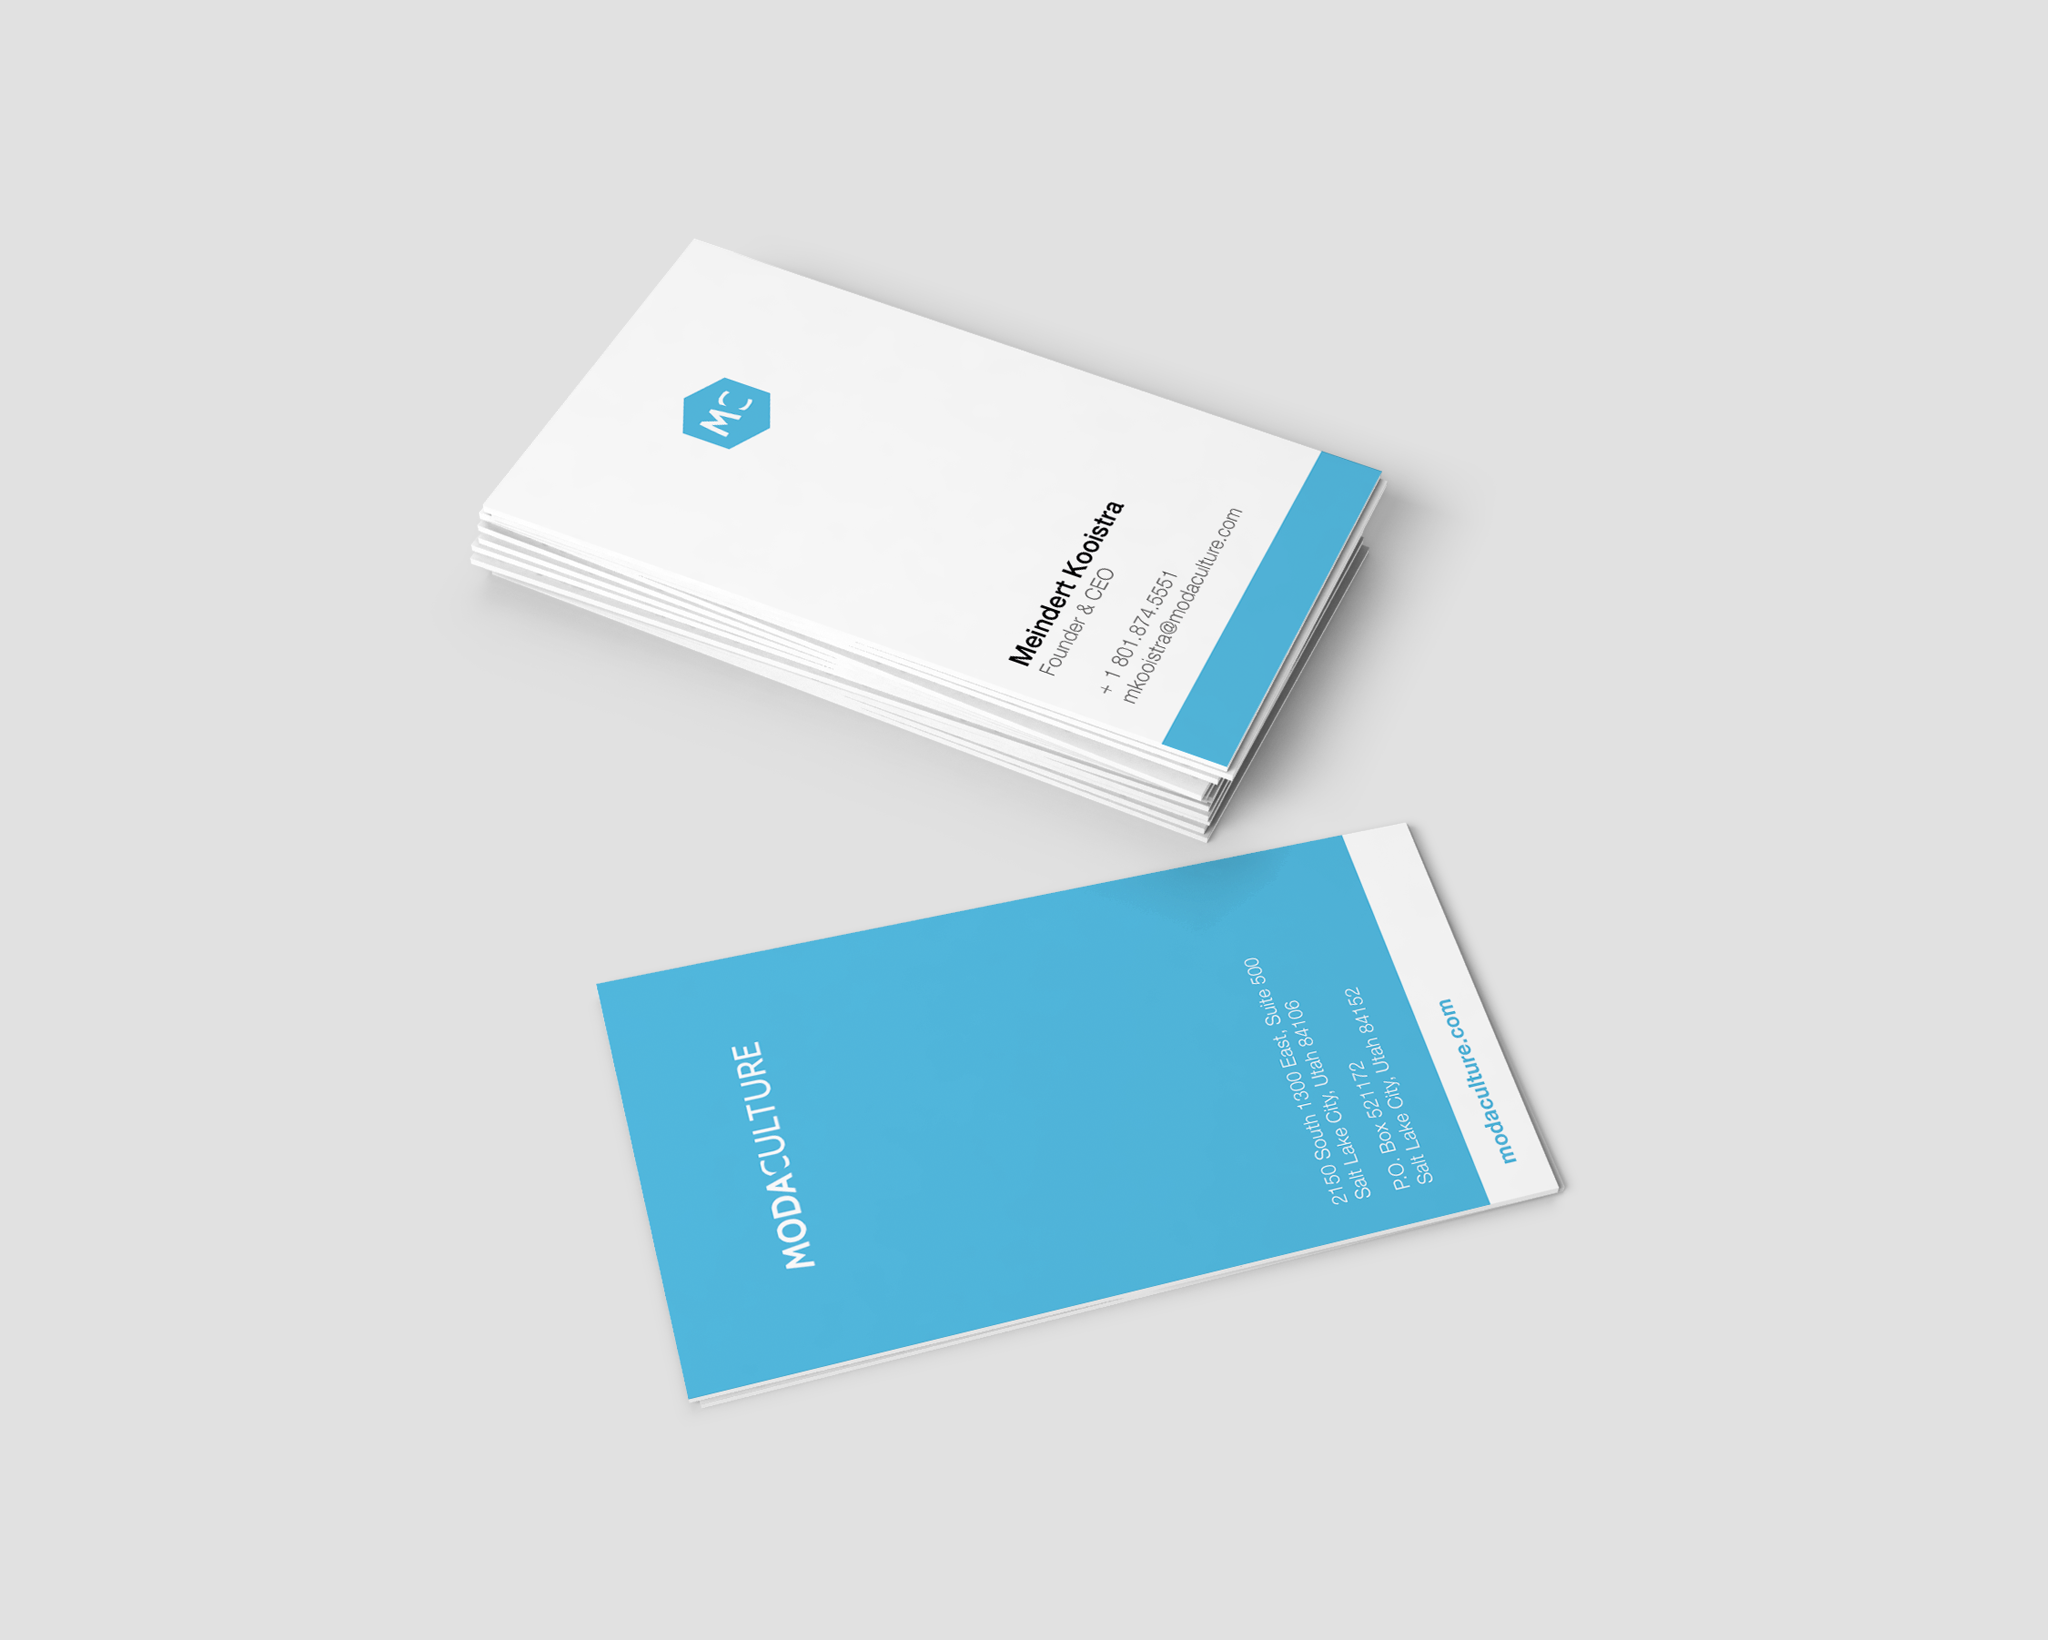 MC
Meindert Kooistra
Founder & CEO
+ 1 801.874.5551
mkooistra@modaculture.com
MODACULTURE
2150 South 1300 East, Suite 500
Salt Lake City, Utah 84106
P.O. Box 521172
Salt Lake City, Utah 84152
modaculture.com